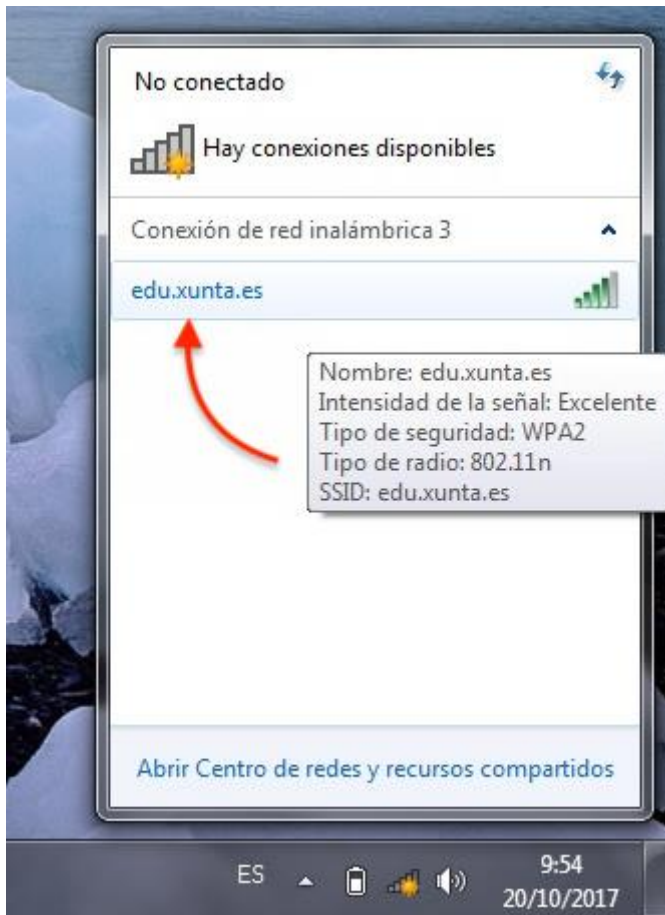 No conectado
Hay conexiones disponibles
Conexión de red inalámbrica 3
edu.xunta.es
Nombre: edu.xunta.es
Intensidad de la señal: Excelente
Tipo de seguridad: WPA2
Tipo de radio: 802.11n
SSID: edu.xunta.es
Abrir Centro de redes y recursos compartidos
ES
9:54
20/10/2017